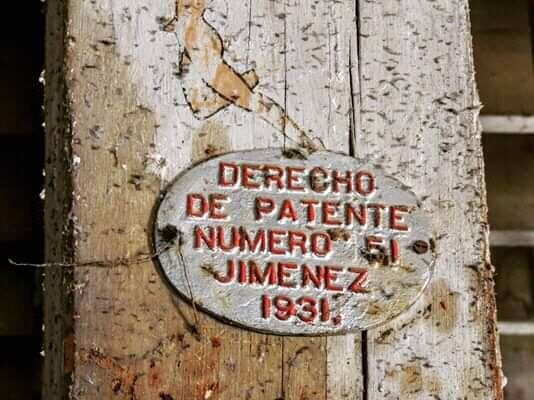 DERECHO
DE PATENTE
NUMERO 51
JIMENEZ
1931.